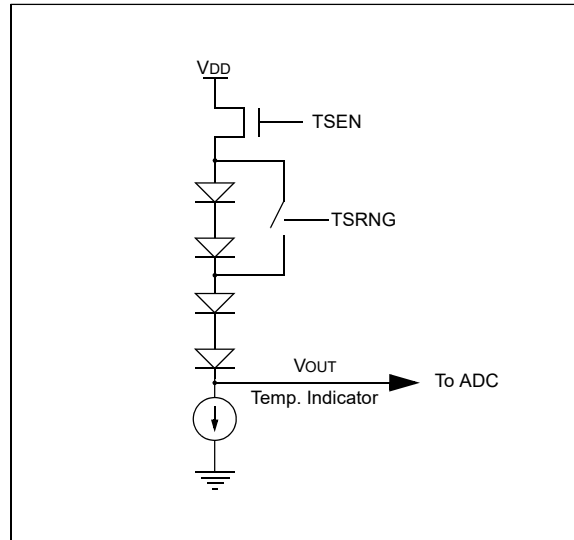 VDD
TSEN
TSRNG
VOUT
To ADC
Temp. Indicator